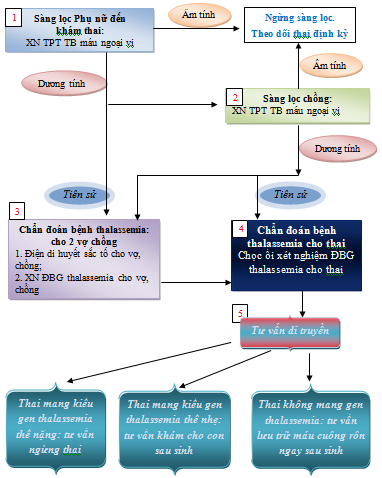 1
Sàng lọc Phụ nữ đến
khám thai:
XN TPT TB máu ngoại vi
Âm tính
Ngừng sàng lọc.
Theo dõi thai định kỳ
Dương tính
Âm tính
2
Sàng lọc chồng:
XN TPT TB máu ngoại vi
Dương tính
Tiên sử
Tiên sử
3
Chẩn đoán bệnh thalassemia:
cho 2 vợ chồng
1. Điện di huyết sắc tố cho vợ,
chồng;
2. XN ĐBG thalassemia cho vợ,
chồng
4
Chẩn đoán bệnh
thalassemia cho thai
Chọc ối xét nghiệm ĐBG
thalassemia cho thai
5
Tư vấn di truyền
Thai mang kiểu
gen thalassemia
thể nặng: tư vấn
ngừng thai
Thai mang kiểu gen
thalassemia thể nhẹ:
tư vấn khám cho con
sau sinh
Thai không mang gen
thalassemia: tư vấn
lưu trữ máu cuống rốn
ngay sau sinh